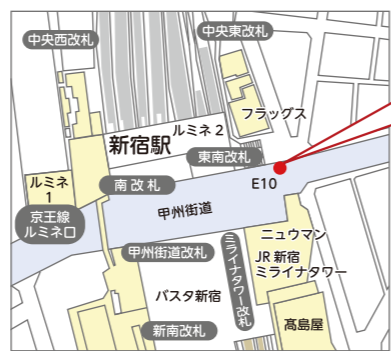 中央西改札
中央東改札
フラッグス
ルミネ 2
新宿駅
東南改札
ルミネ
1
南改札
E10
京王線
ルミネ口
甲州街道
ニュウマン
甲州街道改札
JR 新宿
ミライナタワー
ミライナタワー改札
バスタ新宿
髙島屋
新南改札